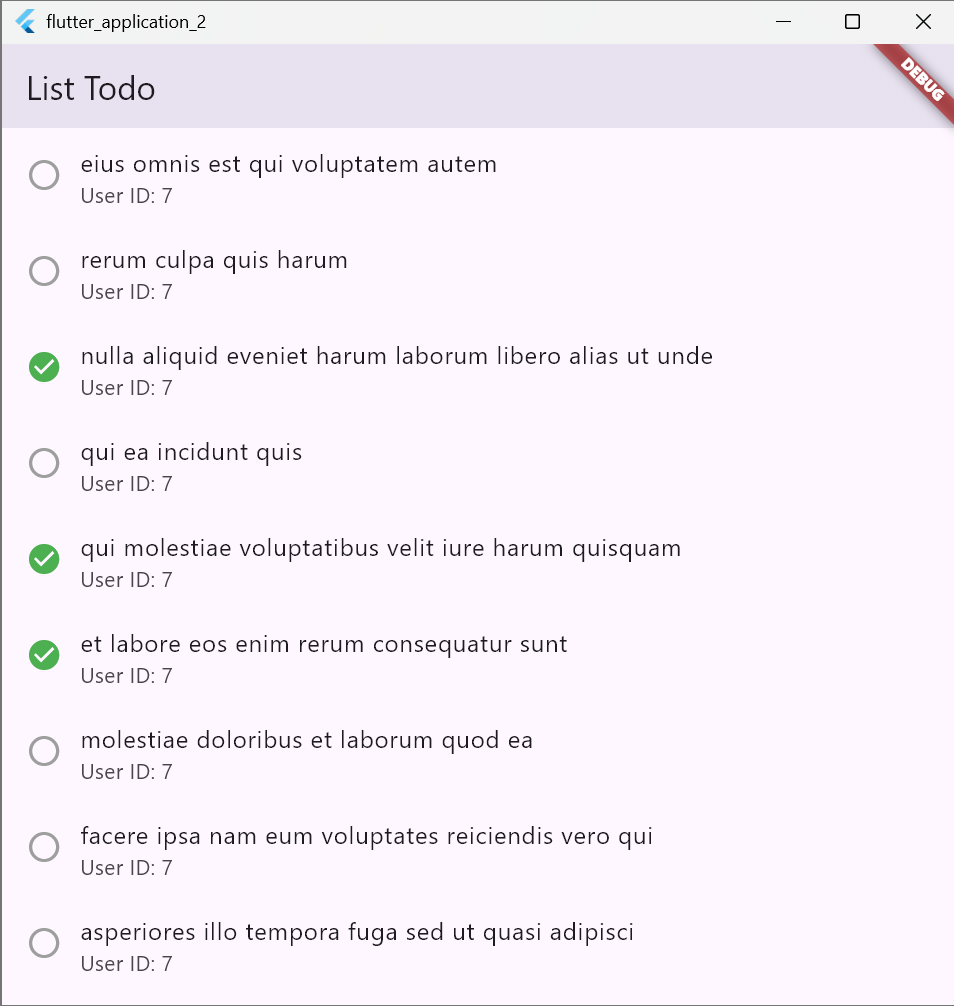 flutter_application_2
List Todo
DEBUG
eius omnis est qui voluptatem autem
User ID: 7
rerum culpa quis harum
User ID: 7
nulla aliquid eveniet harum laborum libero alias ut unde
User ID: 7
qui ea incidunt quis
User ID: 7
qui molestiae voluptatibus velit iure harum quisquam
User ID: 7
et labore eos enim rerum consequatur sunt
User ID: 7
molestiae doloribus et laborum quod ea
User ID: 7
facere ipsa nam eum voluptates reiciendis vero qui
User ID: 7
asperiores illo tempora fuga sed ut quasi adipisci
User ID: 7